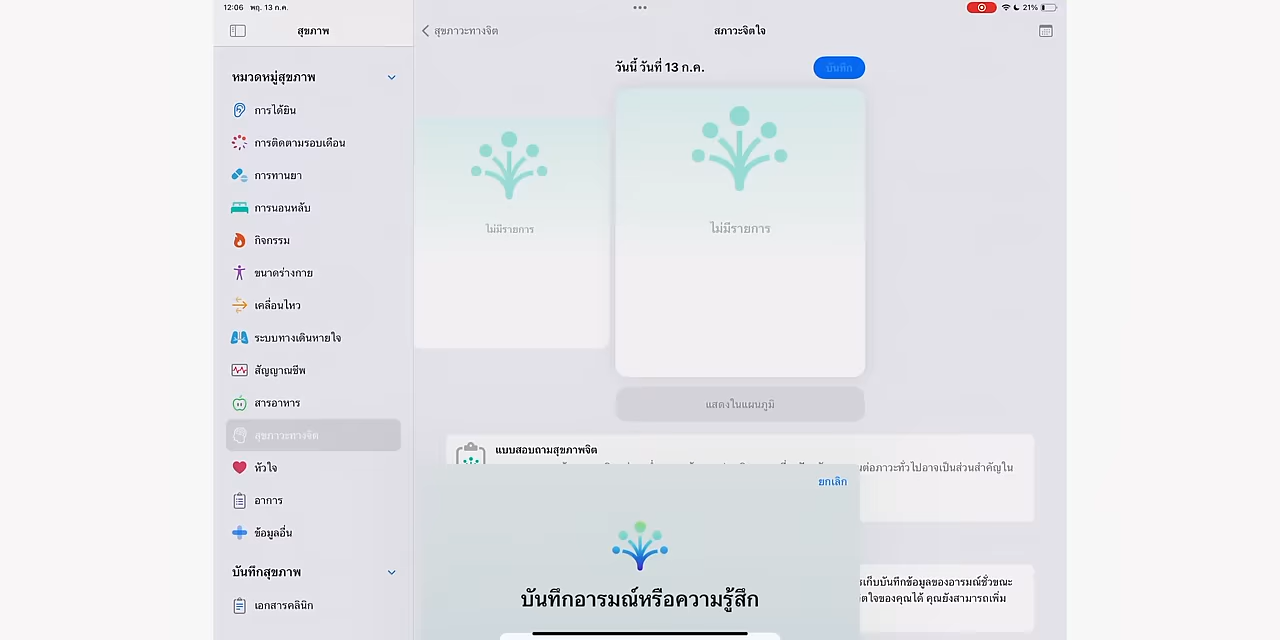 12:06 พฤ. 13 ก.ค.
21%
สุขภาพ
สุขภาวะทางจิต
สภาวะจิตใจ
หมวดหมู่สุขภาพ
การได้ยิน
การติดตามรอบเดือน
การทานยา
การนอนหลับ
กิจกรรม
ขนาดร่างกาย
เคลื่อนไหว
ระบบทางเดินหายใจ
สัญญาณชีพ
สารอาหาร
สุขภาวะทางจิต
หัวใจ
อาการ
ข้อมูลอื่น
บันทึกสุขภาพ
เอกสารคลินิก
วันนี้ วันที่ 13 ก.ค.
บันทึก
ไม่มีรายการ
ไม่มีรายการ
แสดงในแผนภูมิ
แบบสอบถามสุขภาพจิต
ต่อภาวะทั่วไปอาจเป็นส่วนสำคัญใน
ยกเลิก
บันทึกอารมณ์หรือความรู้สึก
เก็บบันทึกข้อมูลของอารมณ์ชั่วขณะ
ตใจของคุณได้ คุณยังสามารถเพิ่ม